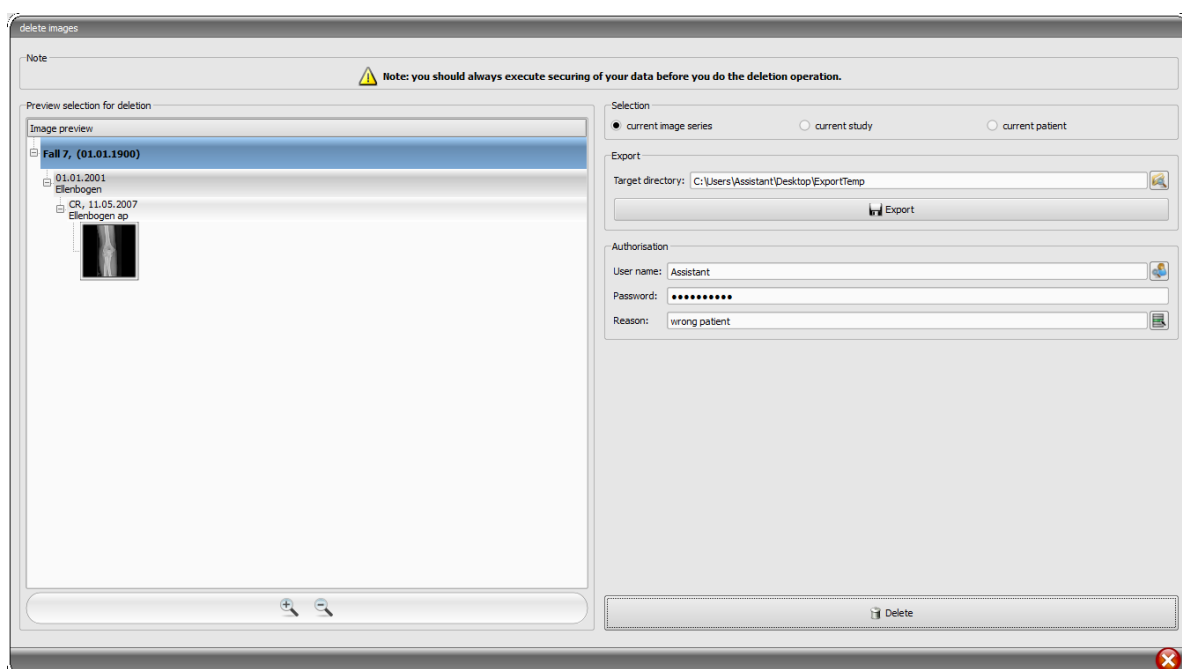 delete images
Note
Note: you should always execute securing of your data before you do the deletion operation.
Preview selection for deletion
Image preview
Fall 7, (01.01.1900)
01.01.2001
Ellenbogen
CR, 11.05.2007
Ellenbogen ap
Selection
current image series
current study
current patient
Export
Target directory: C:\Users\Assistant\Desktop\ExportTemp
Export
Authorisation
User name: Assistant
Password: ●●●●●●●●●●
Reason: wrong patient
Delete